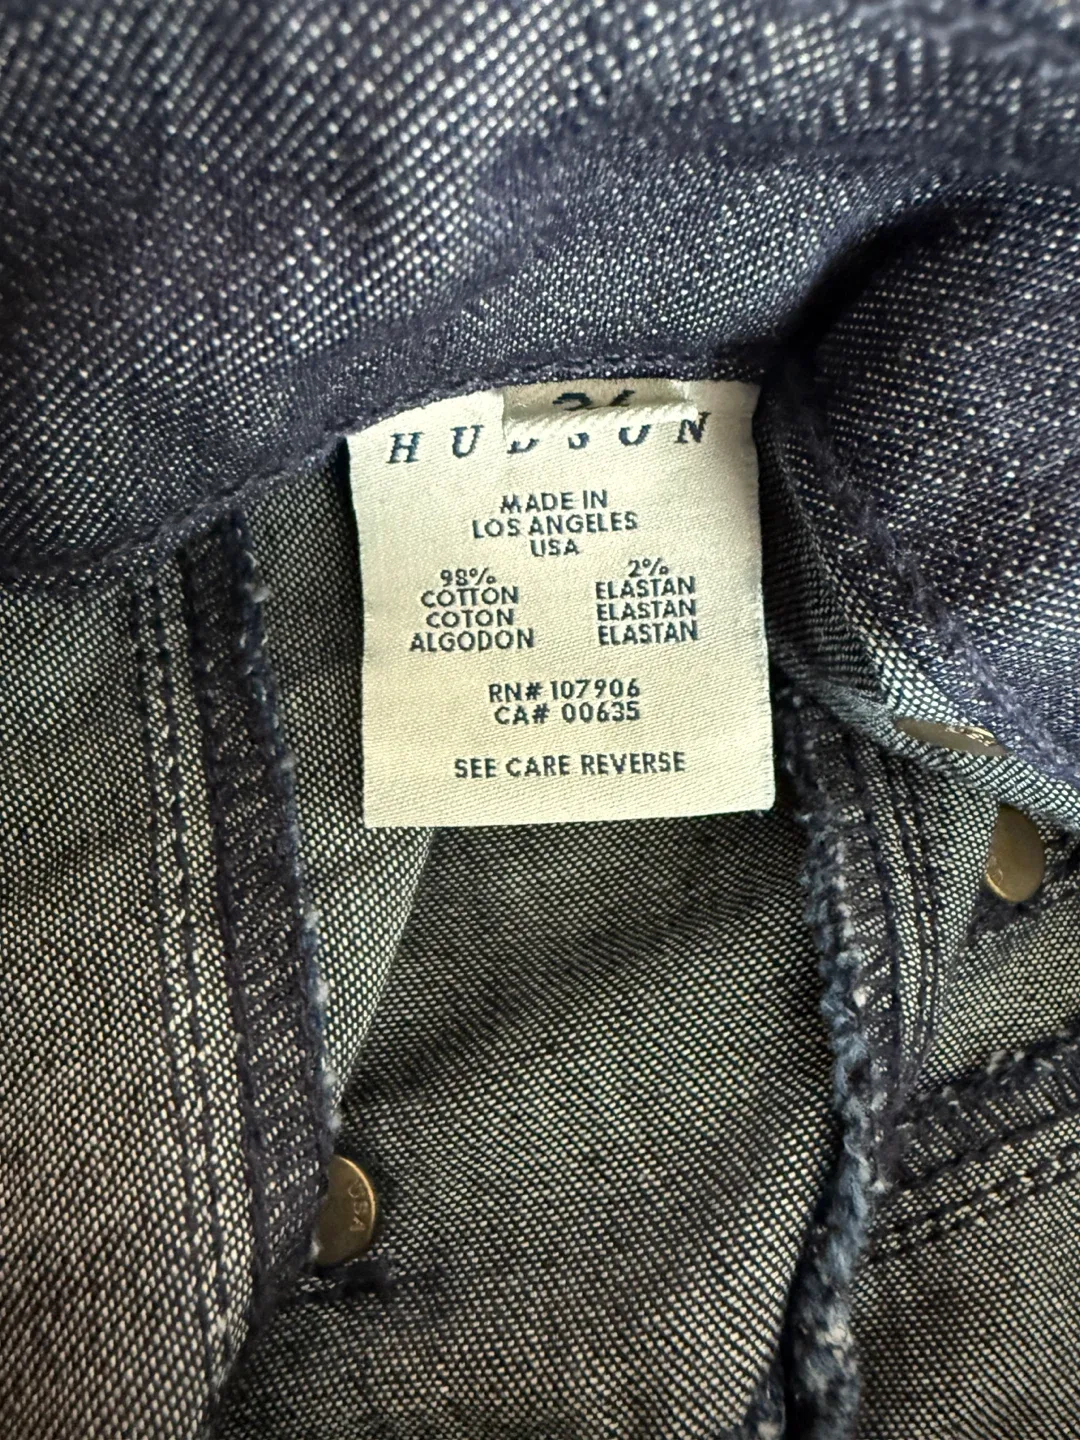 HUDSON
MADE IN
LOS ANGELES
USA
98% 2%
COTTON ELASTAN
COTON ELASTAN
ALGODON ELASTAN
RN# 107906
CA# 00635
SEE CARE REVERSE
USA